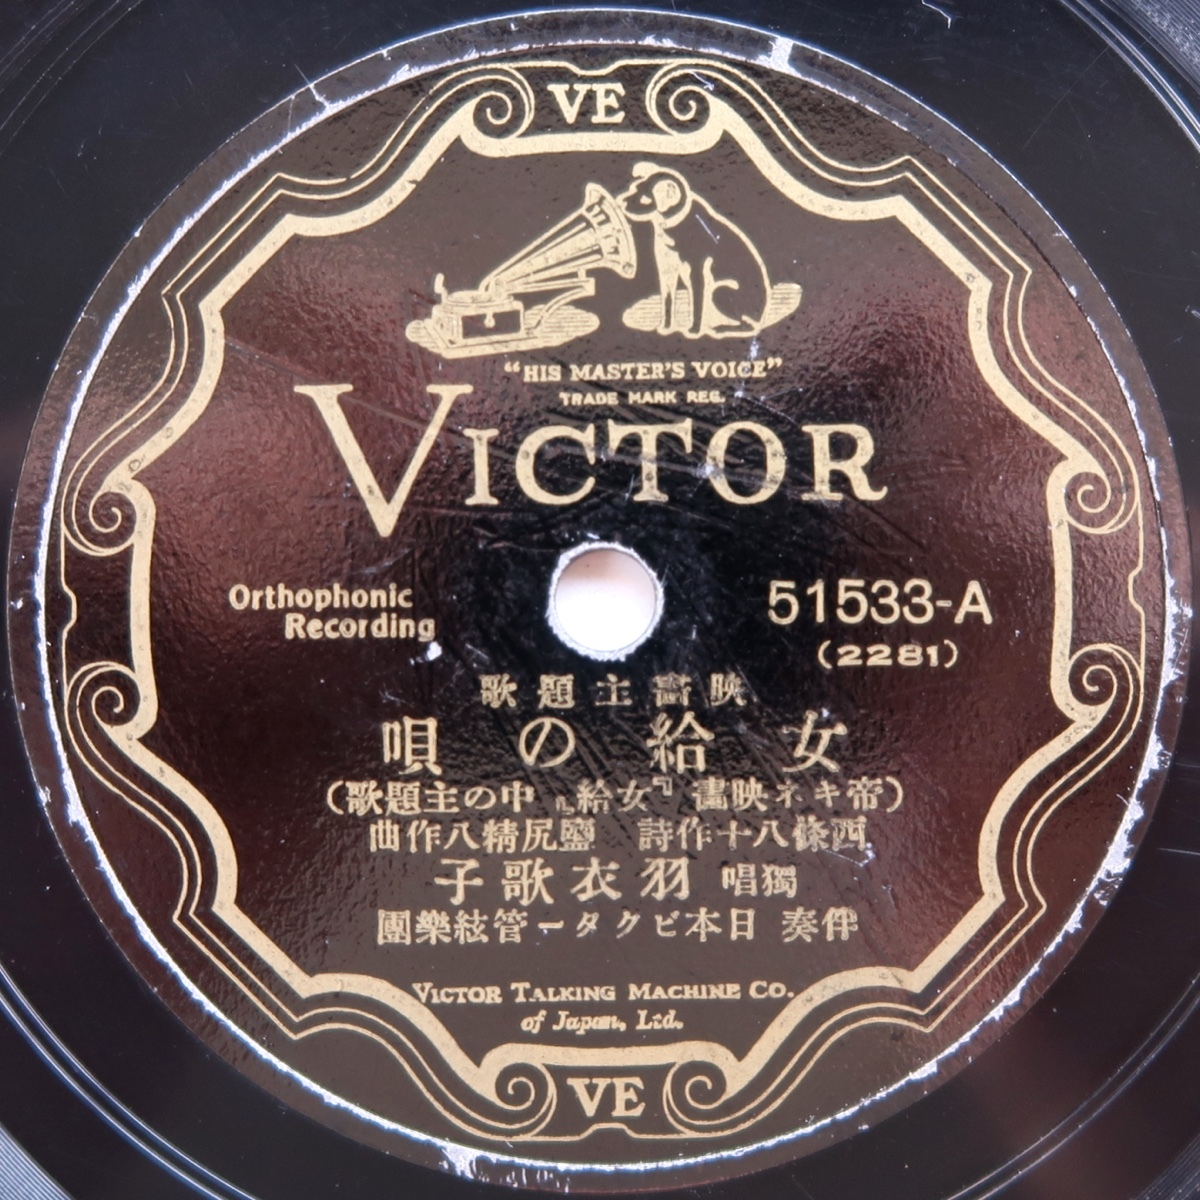 VE
"HIS MASTER'S VOICE"
TRADE MARK REG.
VICTOR
Orthophonic
Recording
51533-A
(2281)
映畵主題歌
女給の唄
(帝キネ映畵『女給』中の主題歌)
西條八十作詩 鹽尻精八作曲
獨唱 羽衣歌子
伴奏 日本ビクター管絃樂團
VICTOR TALKING MACHINE CO.
of Japan, Ltd.
VE